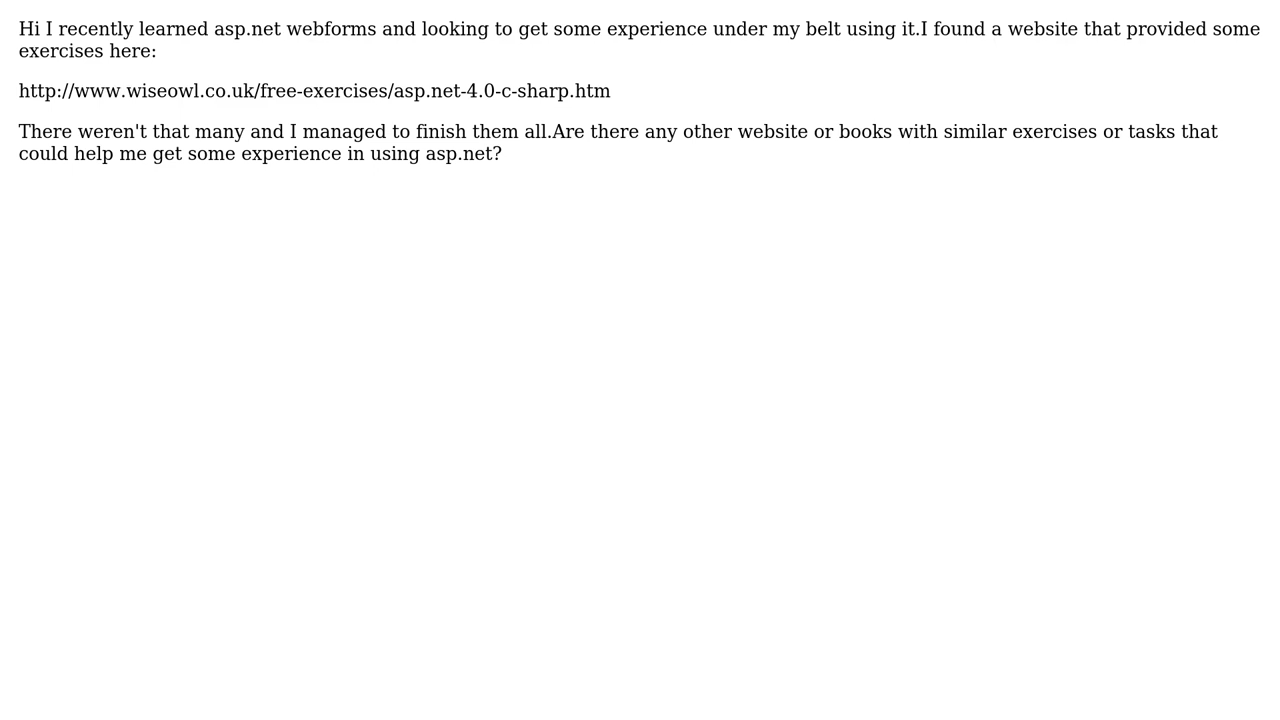 Hi I recently learned asp.net webforms and looking to get some experience under my belt using it.I found a website that provided some
exercises here:
http://www.wiseowl.co.uk/free-exercises/asp.net-4.0-c-sharp.htm
There weren't that many and I managed to finish them all.Are there any other website or books with similar exercises or tasks that
could help me get some experience in using asp.net?